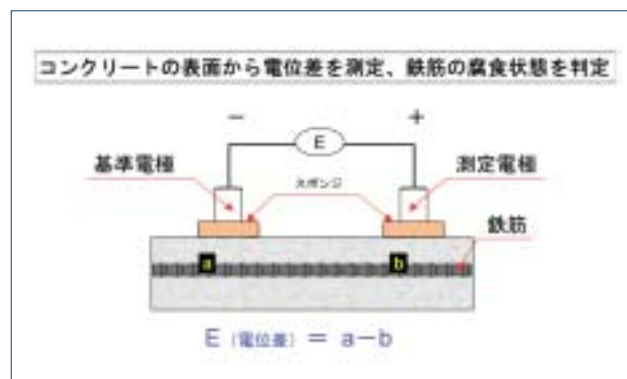 コンクリートの表面から電位差を測定、鉄筋の腐食状態を判定
－ ＋
E
基準電極 スポンジ 測定電極
鉄筋
a b
E（電位差）＝ a－b